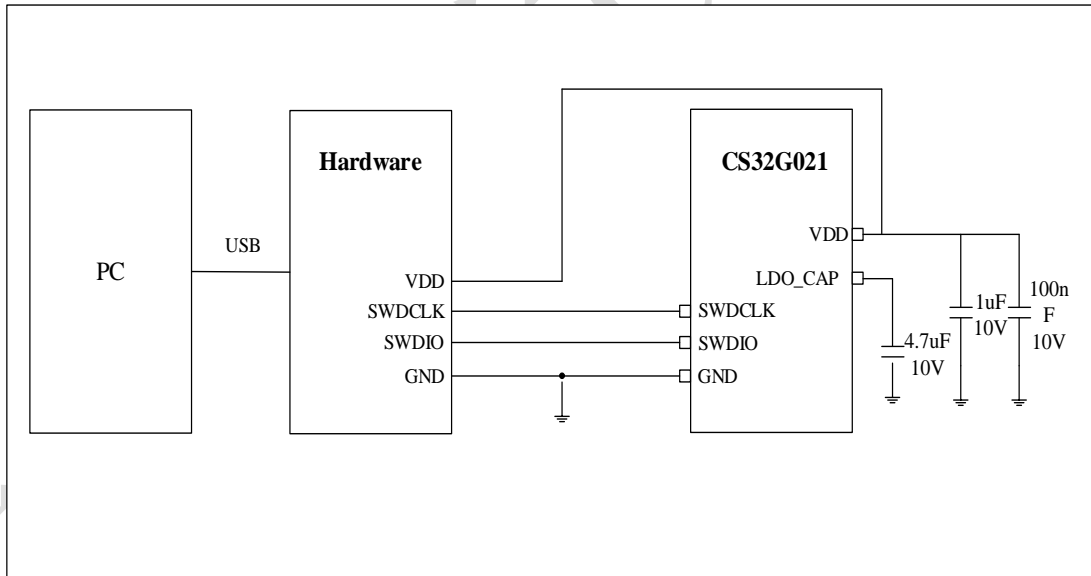 PC
USB
Hardware
VDD
SWDCLK
SWDIO
GND
CS32G021
VDD
LDO_CAP
SWDCLK
SWDIO
GND
4.7uF
10V
1uF
10V
100n
F
10V